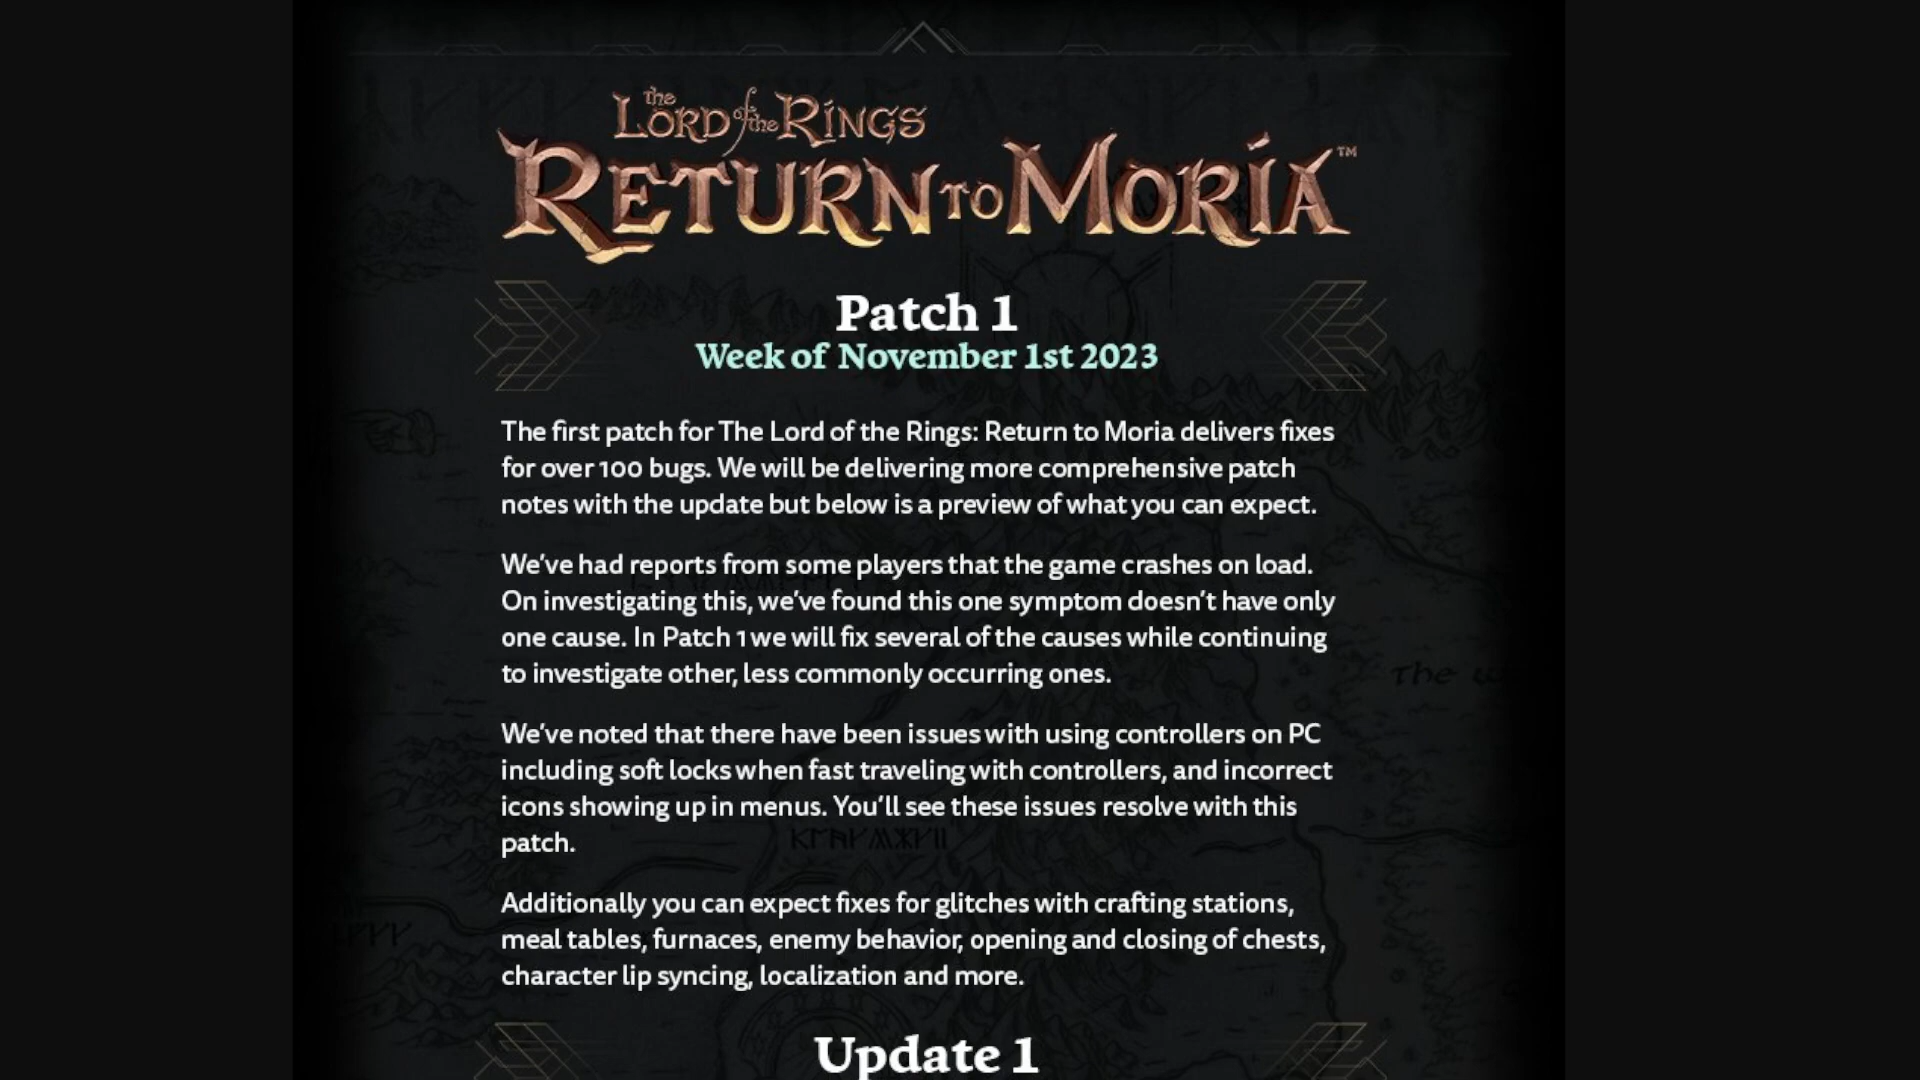 the
LORD of the RINGS
RETURN TO MORÍA™
Patch 1
Week of November 1st 2023
The first patch for The Lord of the Rings: Return to Moria delivers fixes
for over 100 bugs. We will be delivering more comprehensive patch
notes with the update but below is a preview of what you can expect.
We’ve had reports from some players that the game crashes on load.
On investigating this, we’ve found this one symptom doesn’t have only
one cause. In Patch 1 we will fix several of the causes while continuing
to investigate other, less commonly occurring ones.
We’ve noted that there have been issues with using controllers on PC
including soft locks when fast traveling with controllers, and incorrect
icons showing up in menus. You’ll see these issues resolve with this
patch.
Additionally you can expect fixes for glitches with crafting stations,
meal tables, furnaces, enemy behavior, opening and closing of chests,
character lip syncing, localization and more.
Update 1